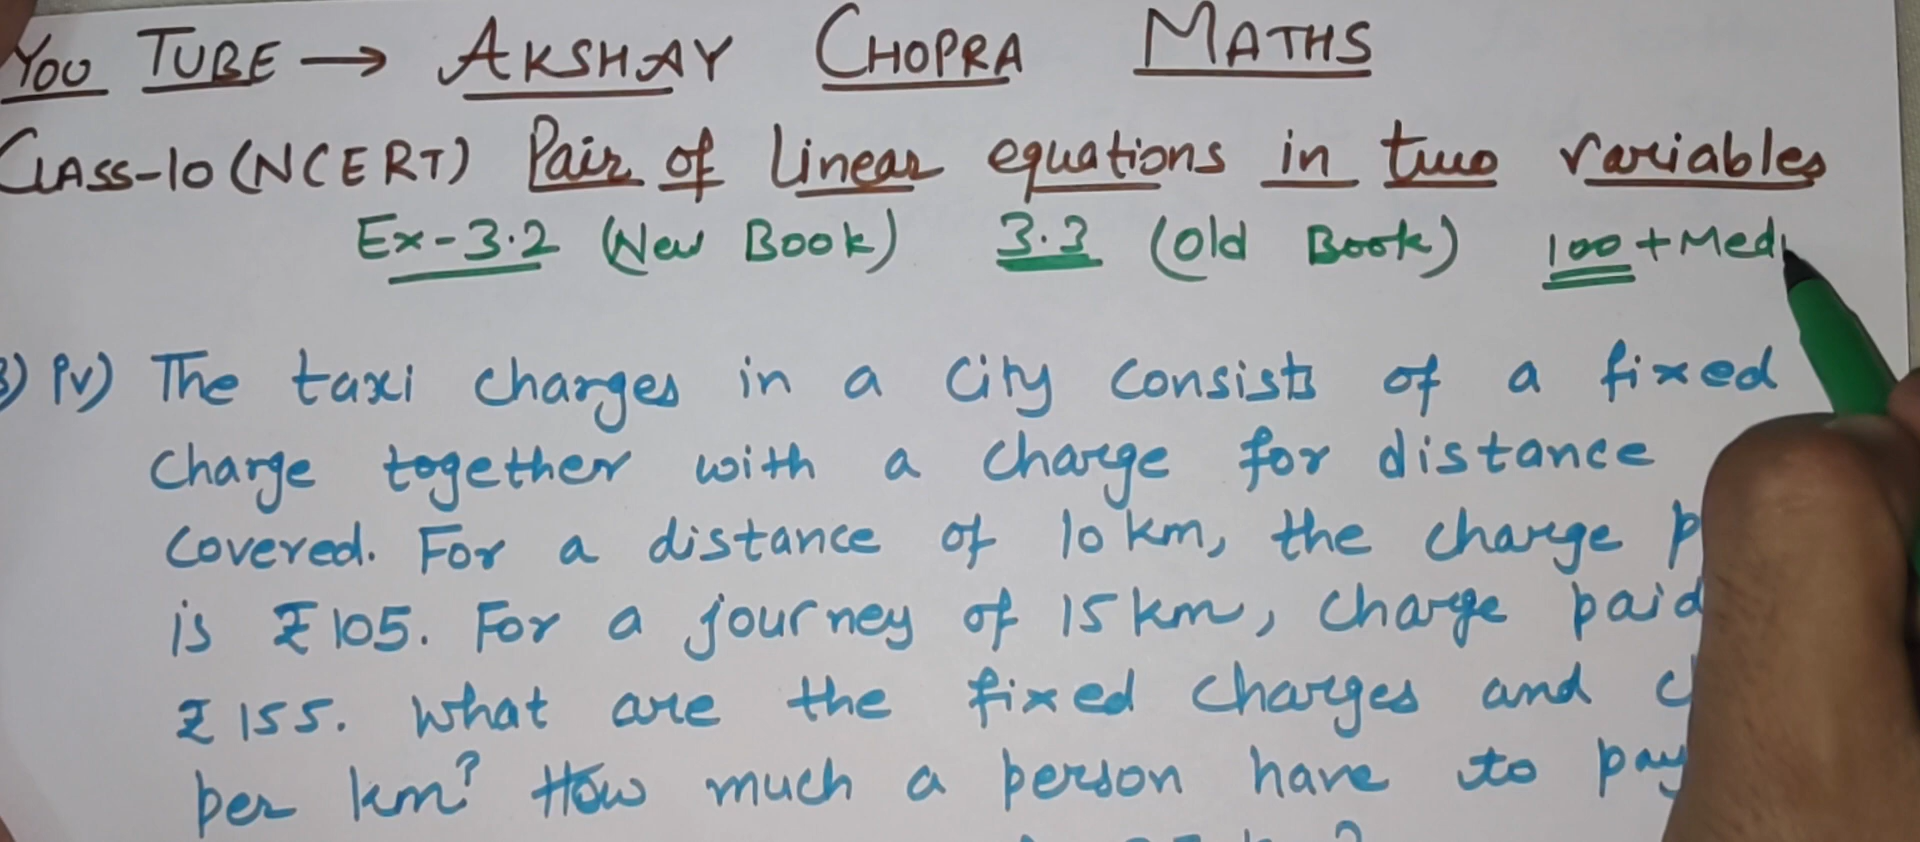 YOU TUBE → AKSHAY CHOPRA MATHS
CLASS-10 (NCERT) Pair of linear equations in two variables
Ex-3.2 (New Book) 3.3 (Old Book) 100 + Medi
3) iv) The taxi charges in a city consists of a fixed
charge together with a charge for distance
covered. For a distance of 10 km, the charge p
is ₹105. For a journey of 15 km, charge paid
₹155. What are the fixed charges and c
per km? How much a person have to pay